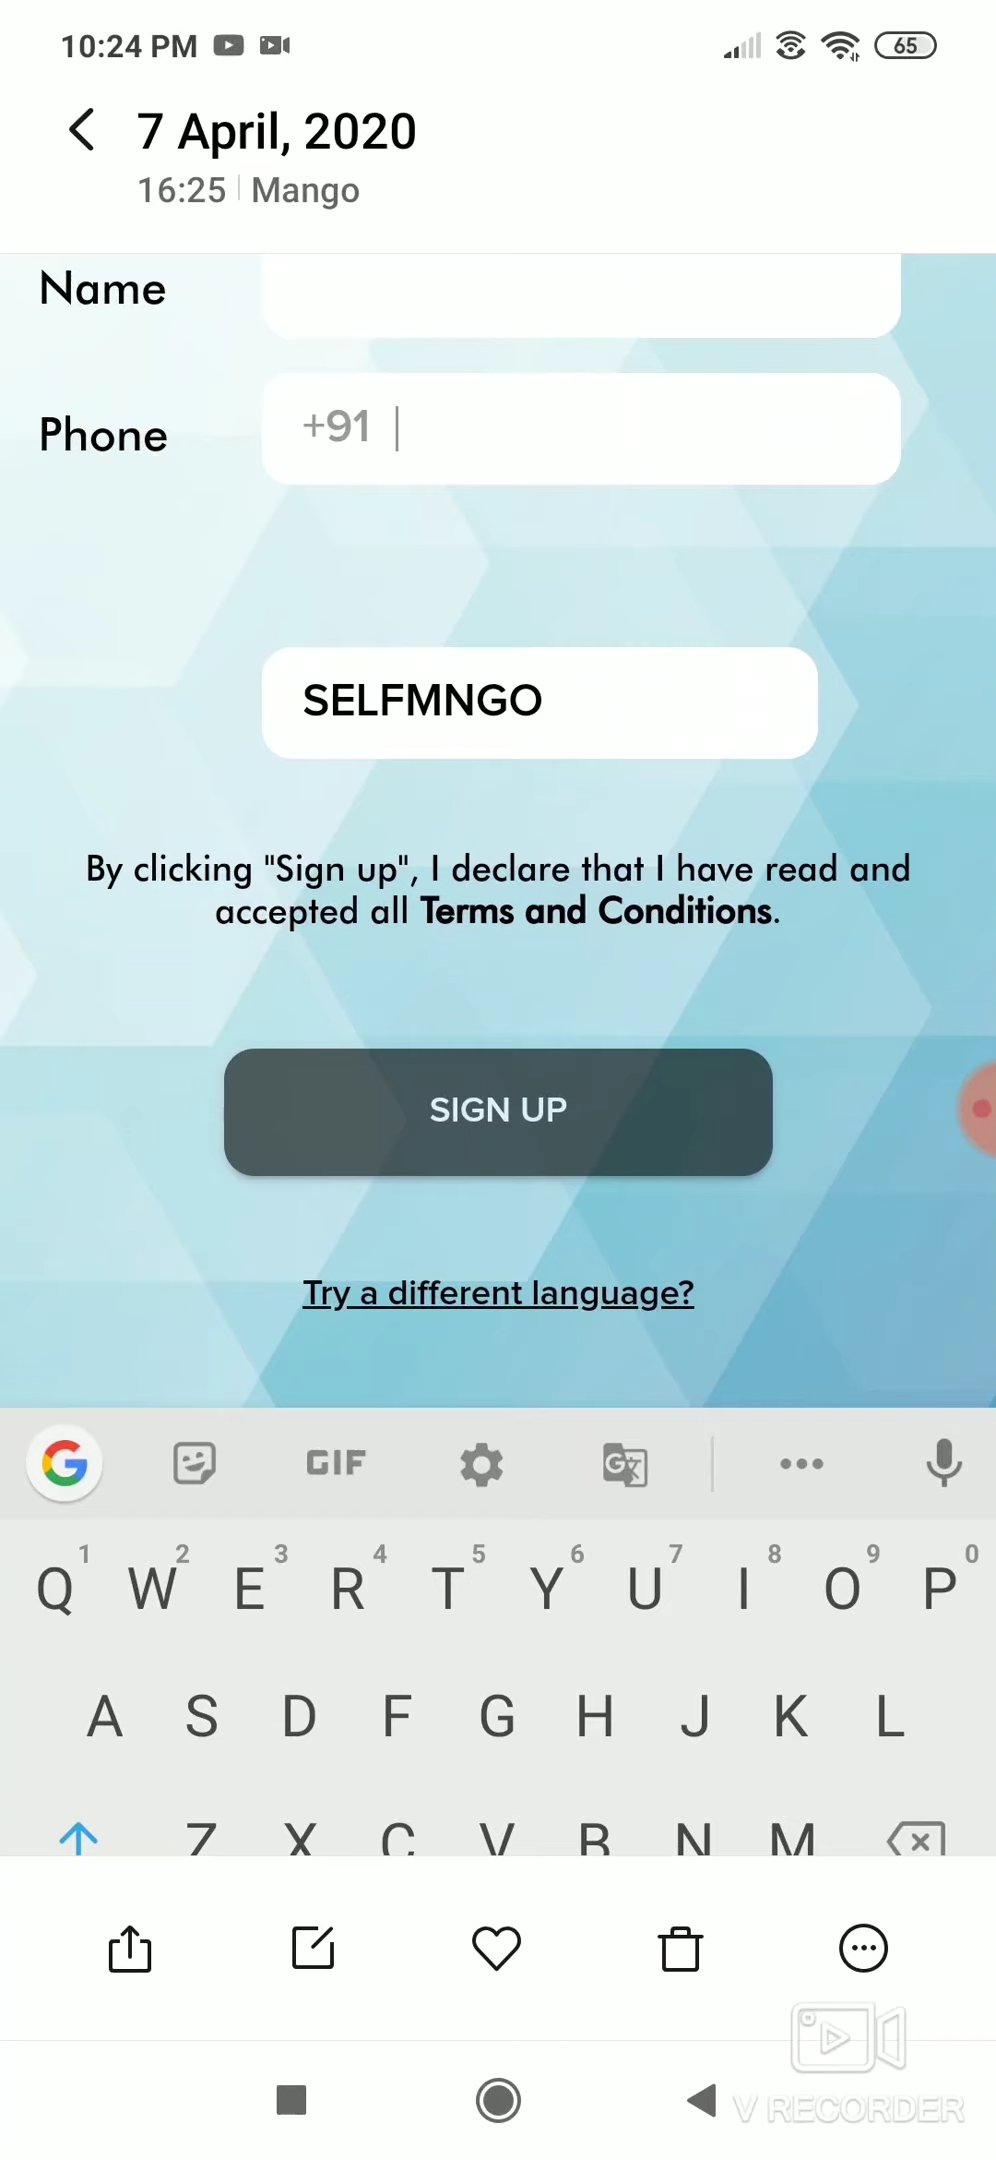 10:24 PM
65
7 April, 2020
16:25 | Mango
Name
Phone
+91
SELFMNGO
By clicking "Sign up", I declare that I have read and
accepted all Terms and Conditions.
SIGN UP
Try a different language?
G GIF G
1 2 3 4 5 6 7 8 9 0
Q W E R T Y U I O P
A S D F G H J K L
Z X C V B N M
V RECORDER